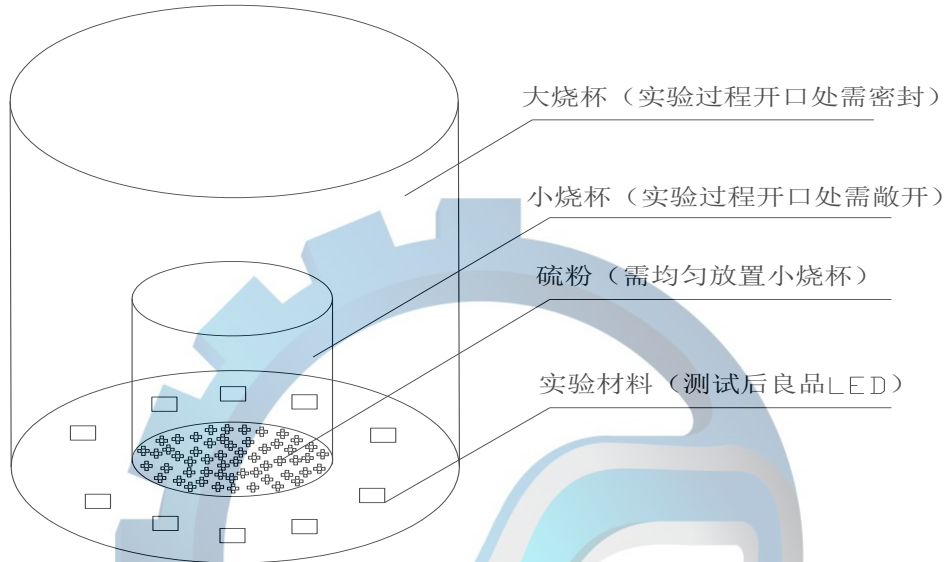 大烧杯（实验过程开口处需密封）
小烧杯（实验过程开口处需敞开）
硫粉（需均匀放置小烧杯）
实验材料（测试后良品LED）